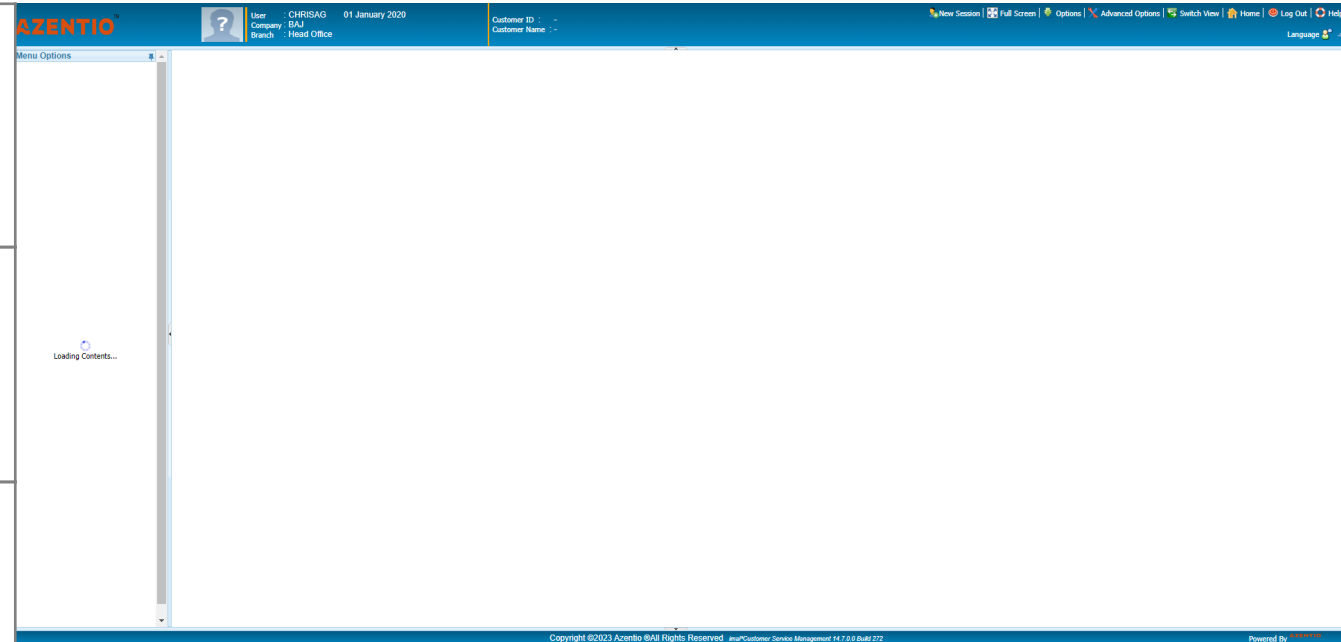 AZENTIO™
User : CHRISAG 01 January 2020
Company : BAJ
Branch : Head Office
Customer ID : -
Customer Name : -
New Session | Full Screen | Options | Advanced Options | Switch View | Home | Log Out | Help
Language
Menu Options
Loading Contents...
Copyright ©2023 Azentio ®All Rights Reserved imal*Customer Service Management 14.7.0.0 Build 272
Powered By AZENTIO